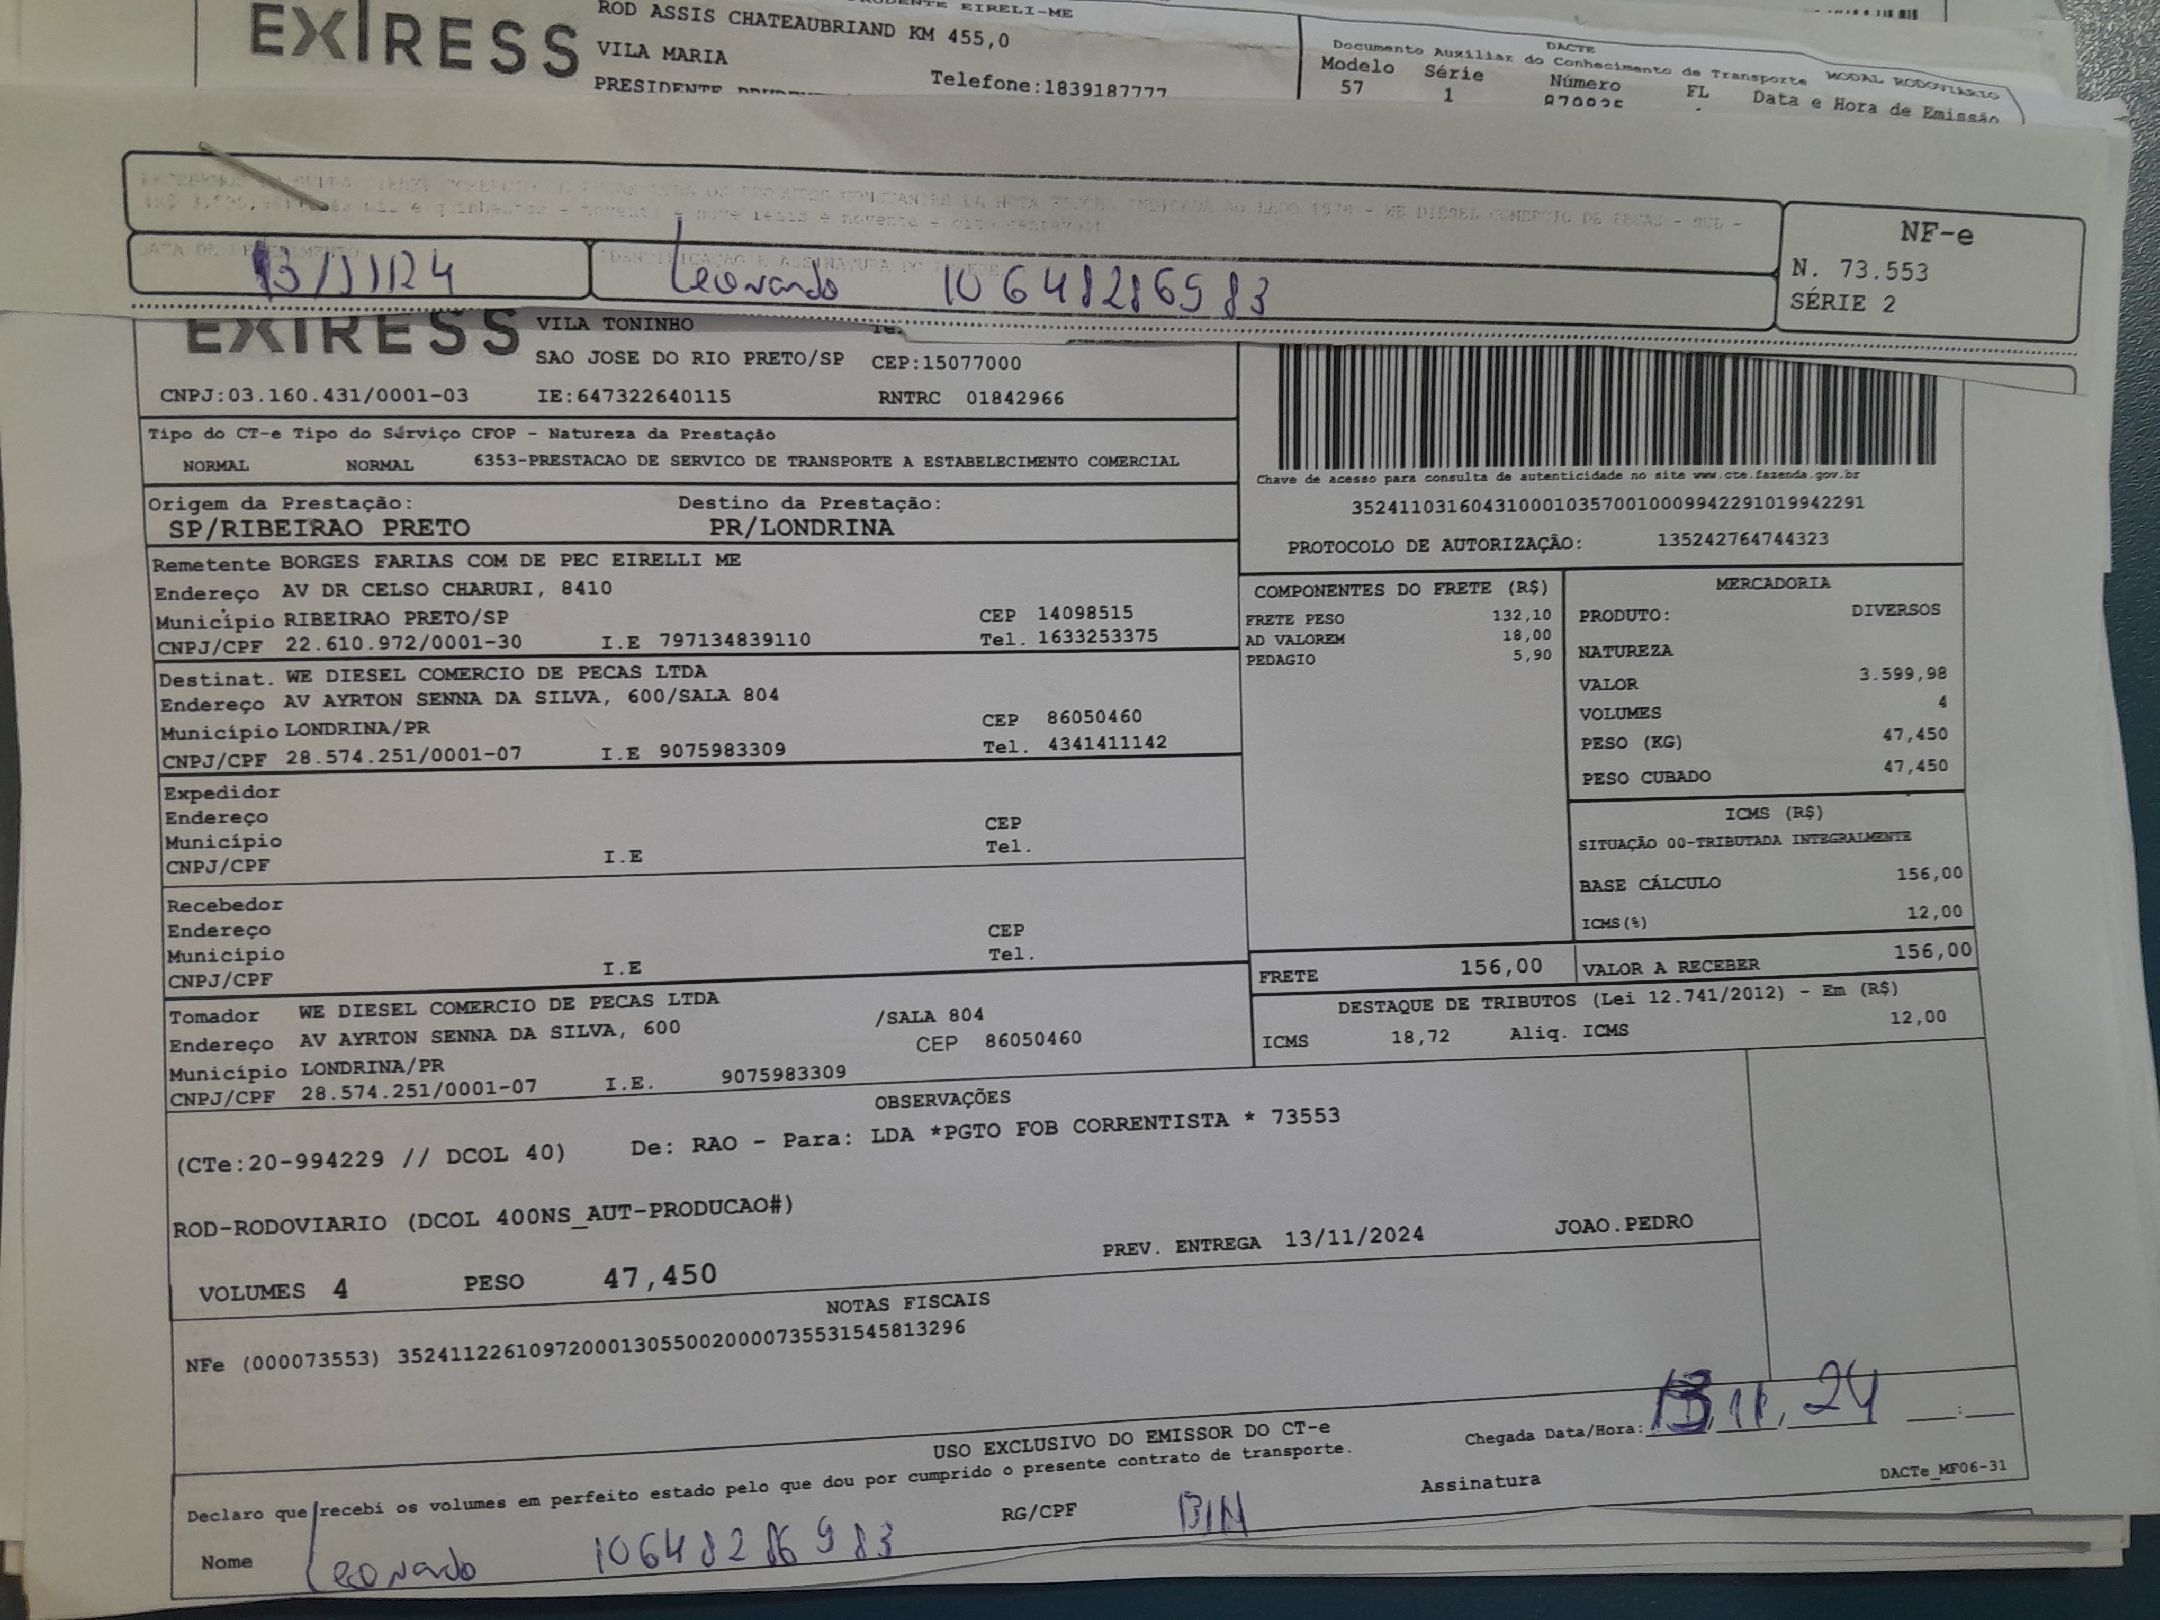 EXIRESS
ROD ASSIS CHATEAUBRIAND KM 455,0
VILA MARIA
PRESIDENTE
Telefone:1839187777
EIRELI-ME
DACTE
Documento Auxiliar do Conhecimento de Transporte MODAL RODOVIARIO
Modelo Série Número FL Data e Hora de Emissão
57 1
DATA DE RECEBIMENTO
13/11/24
Leonardo 10648286983
NF-e
N. 73.553
SÉRIE 2
EXIRESS
VILA TONINHO
SAO JOSE DO RIO PRETO/SP CEP:15077000
CNPJ:03.160.431/0001-03 IE:647322640115 RNTRC 01842966
Tipo do CT-e Tipo do Serviço CFOP - Natureza da Prestação
NORMAL NORMAL 6353-PRESTACAO DE SERVICO DE TRANSPORTE A ESTABELECIMENTO COMERCIAL
Chave de acesso para consulta de autenticidade no site www.cte.fazenda.gov.br
35241103160431000103570010009942291019942291
PROTOCOLO DE AUTORIZAÇÃO: 135242764744323
Origem da Prestação: Destino da Prestação:
SP/RIBEIRAO PRETO PR/LONDRINA
Remetente BORGES FARIAS COM DE PEC EIRELLI ME
Endereço AV DR CELSO CHARURI, 8410
Município RIBEIRAO PRETO/SP CEP 14098515
CNPJ/CPF 22.610.972/0001-30 I.E 797134839110 Tel. 1633253375
Destinat. WE DIESEL COMERCIO DE PECAS LTDA
Endereço AV AYRTON SENNA DA SILVA, 600/SALA 804
Município LONDRINA/PR CEP 86050460
CNPJ/CPF 28.574.251/0001-07 I.E 9075983309 Tel. 4341411142
Expedidor
Endereço
Município CEP
CNPJ/CPF I.E Tel.
Recebedor
Endereço
Município CEP
CNPJ/CPF I.E Tel.
Tomador WE DIESEL COMERCIO DE PECAS LTDA
Endereço AV AYRTON SENNA DA SILVA, 600 /SALA 804
Município LONDRINA/PR CEP 86050460
CNPJ/CPF 28.574.251/0001-07 I.E. 9075983309
COMPONENTES DO FRETE (R$)
FRETE PESO 132,10
AD VALOREM 18,00
PEDAGIO 5,90
MERCADORIA
PRODUTO: DIVERSOS
NATUREZA
VALOR 3.599,98
VOLUMES 4
PESO (KG) 47,450
PESO CUBADO 47,450
ICMS (R$)
SITUAÇÃO 00-TRIBUTADA INTEGRALMENTE
BASE CÁLCULO 156,00
ICMS(%) 12,00
FRETE 156,00 VALOR A RECEBER 156,00
DESTAQUE DE TRIBUTOS (Lei 12.741/2012) - Em (R$)
ICMS 18,72 Aliq. ICMS 12,00
OBSERVAÇÕES
(CTe:20-994229 // DCOL 40) De: RAO - Para: LDA *PGTO FOB CORRENTISTA * 73553
ROD-RODOVIARIO (DCOL 400NS_AUT-PRODUCAO#)
PREV. ENTREGA 13/11/2024 JOAO.PEDRO
VOLUMES 4 PESO 47,450
NOTAS FISCAIS
NFe (000073553) 35241122610972000130550020000735531545813296
USO EXCLUSIVO DO EMISSOR DO CT-e
Chegada Data/Hora: 13, 11, 24 __:__
Declaro que recebi os volumes em perfeito estado pelo que dou por cumprido o presente contrato de transporte.
Nome Leonardo 10648286983 RG/CPF Assinatura
DACTe_MF06-31